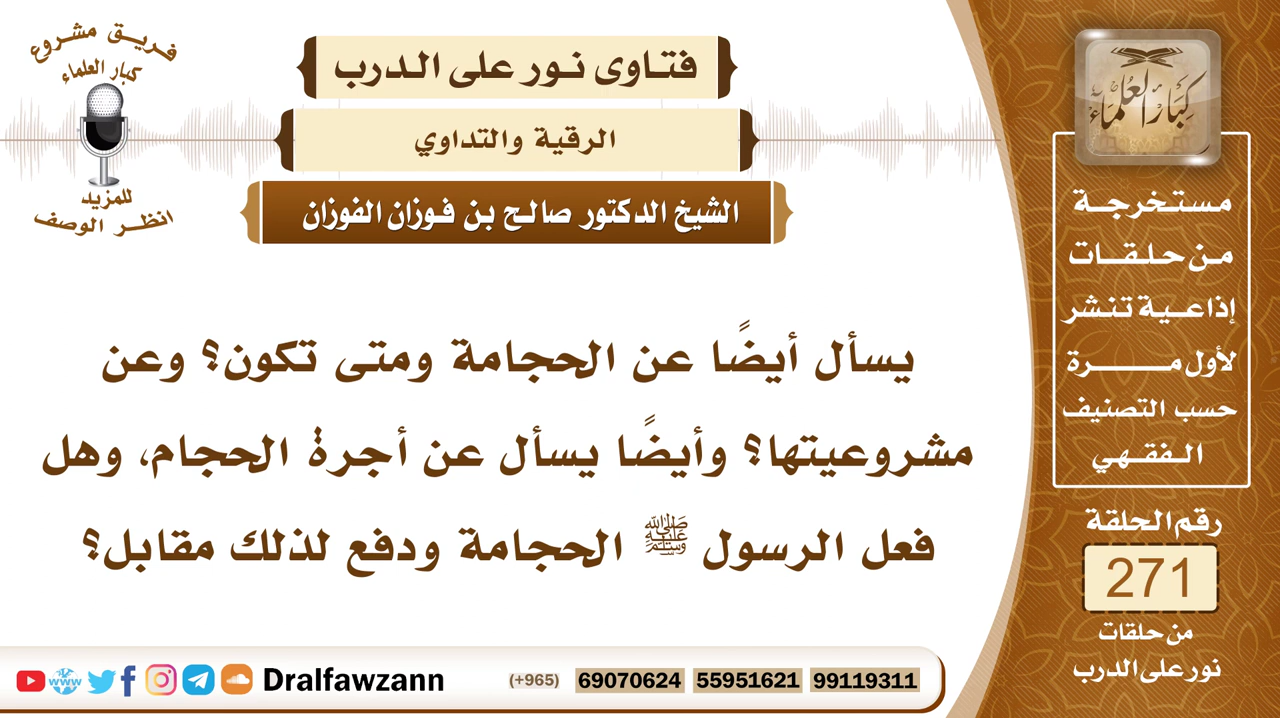 فريق مشروع
كبار العلماء
للمزيد
انظر الوصف
فتاوى نور على الدرب
الرقية والتداوي
الشيخ الدكتور صالح بن فوزان الفوزان
يسأل أيضًا عن الحجامة ومتى تكون؟ وعن
مشروعيتها؟ وأيضًا يسأل عن أجرة الحجام، وهل
فعل الرسول ﷺ الحجامة ودفع لذلك مقابل؟
كبار العلماء
مستخرجة
من حلقات
إذاعية تنشر
لأول مرة
حسب التصنيف
الفقهي
رقم الحلقة
271
من حلقات
نور على الدرب
www Dralfawzann (+965) 69070624 55951621 99119311